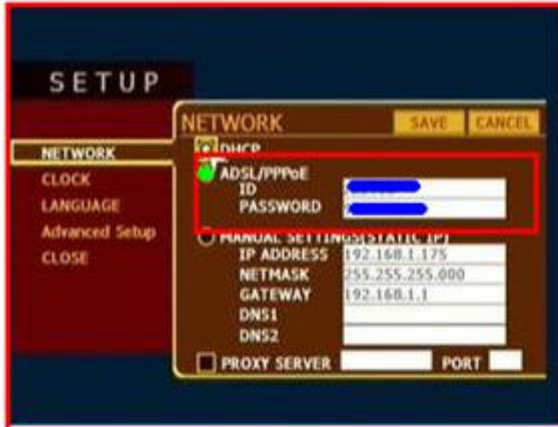 SETUP
NETWORK SAVE CANCEL
NETWORK
CLOCK
LANGUAGE
Advanced Setup
CLOSE
DHCP
ADSL/PPPoE
ID
PASSWORD
MANUAL SETTINGS(STATIC IP)
IP ADDRESS 192.168.1.175
NETMASK 255.255.255.000
GATEWAY 192.168.1.1
DNS1
DNS2
PROXY SERVER PORT